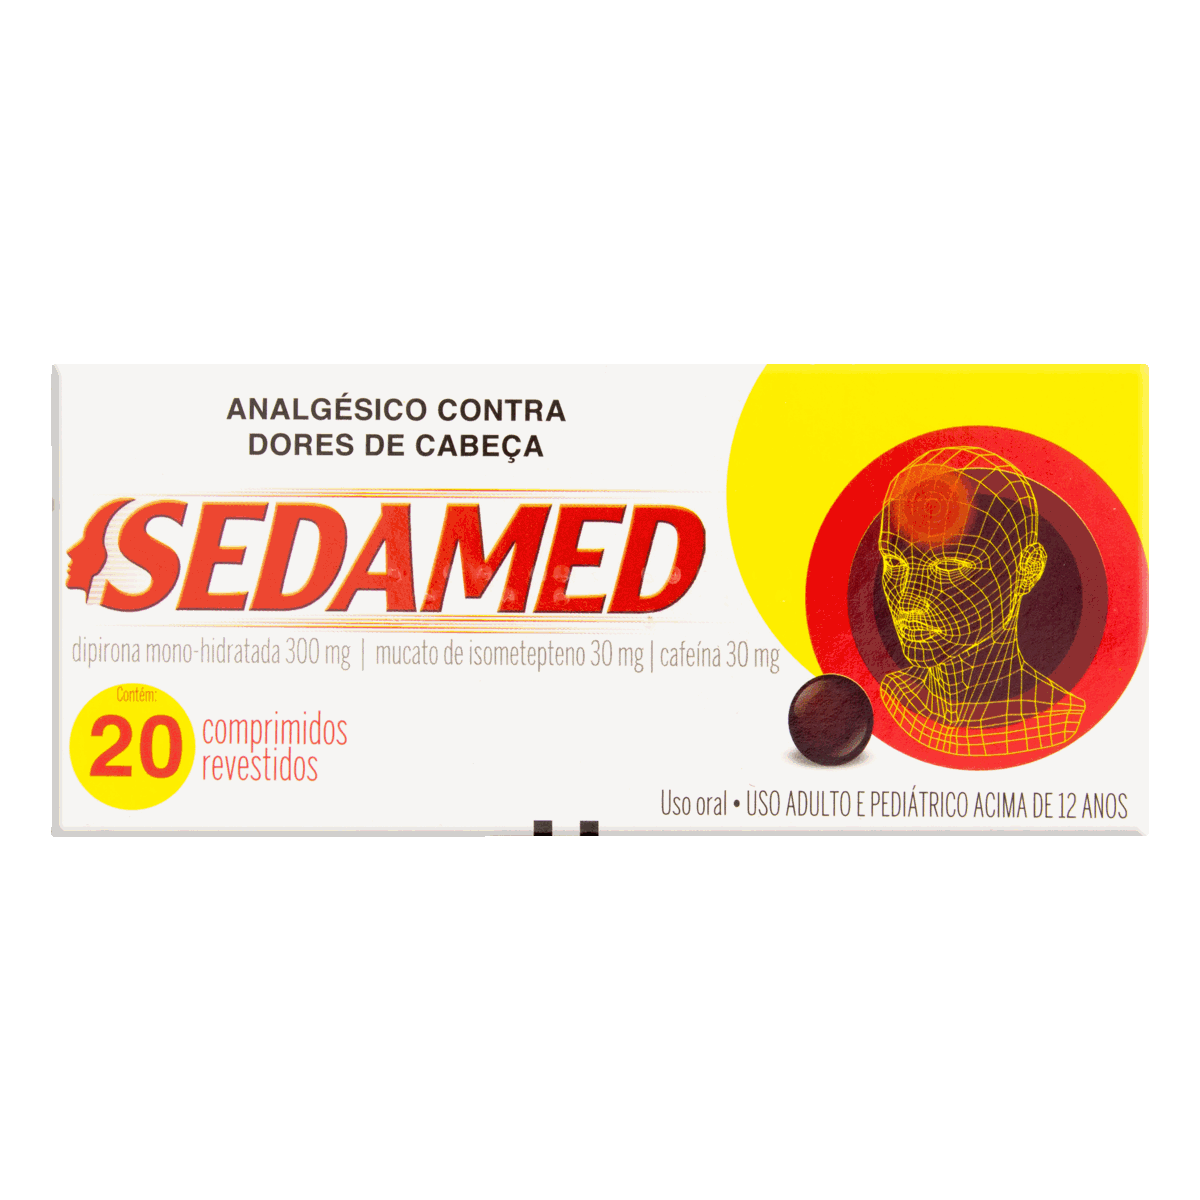 ANALGÉSICO CONTRA
DORES DE CABEÇA
SEDAMED
dipirona mono-hidratada 300 mg | mucato de isometepteno 30 mg | cafeína 30 mg
Contém:
20 comprimidos
revestidos
Uso oral • USO ADULTO E PEDIÁTRICO ACIMA DE 12 ANOS